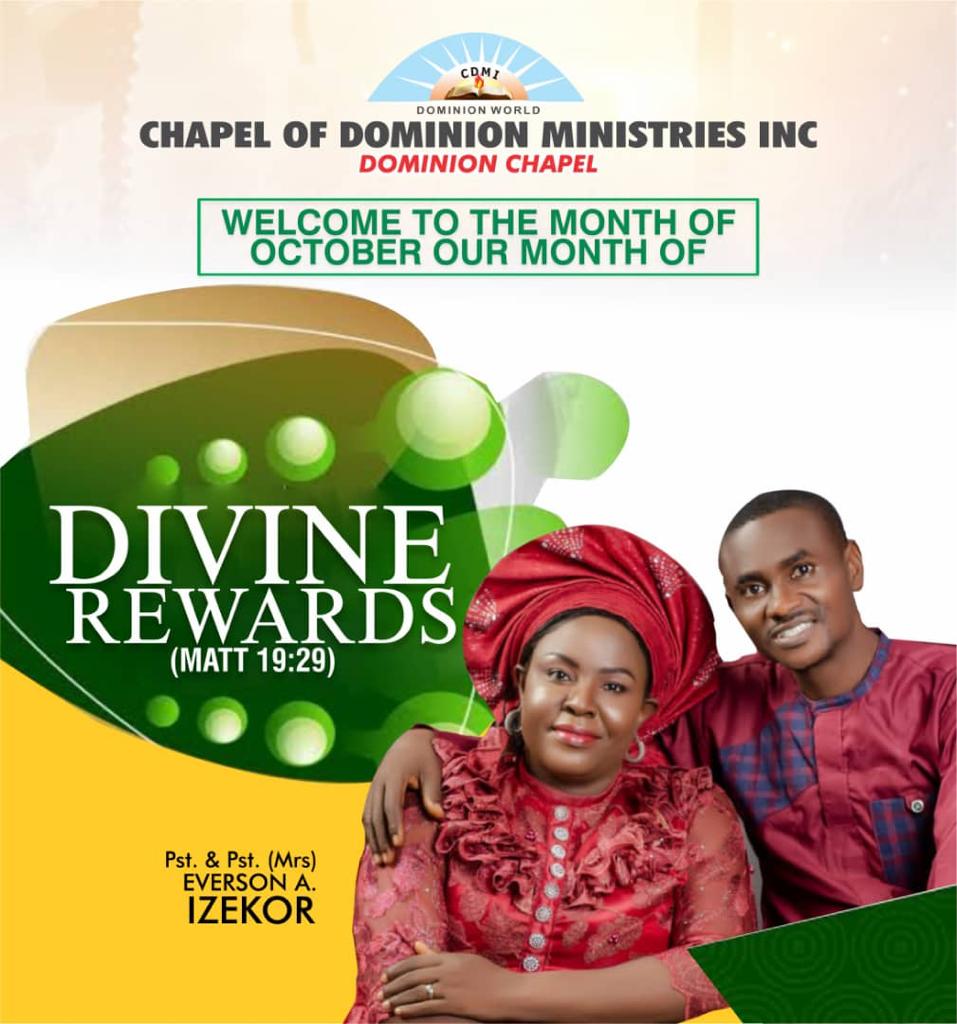 CDMI
DOMINION WORLD
CHAPEL OF DOMINION MINISTRIES INC
DOMINION CHAPEL
WELCOME TO THE MONTH OF
OCTOBER OUR MONTH OF
DIVINE
REWARDS
(MATT 19:29)
Pst. & Pst. (Mrs)
EVERSON A.
IZEKOR